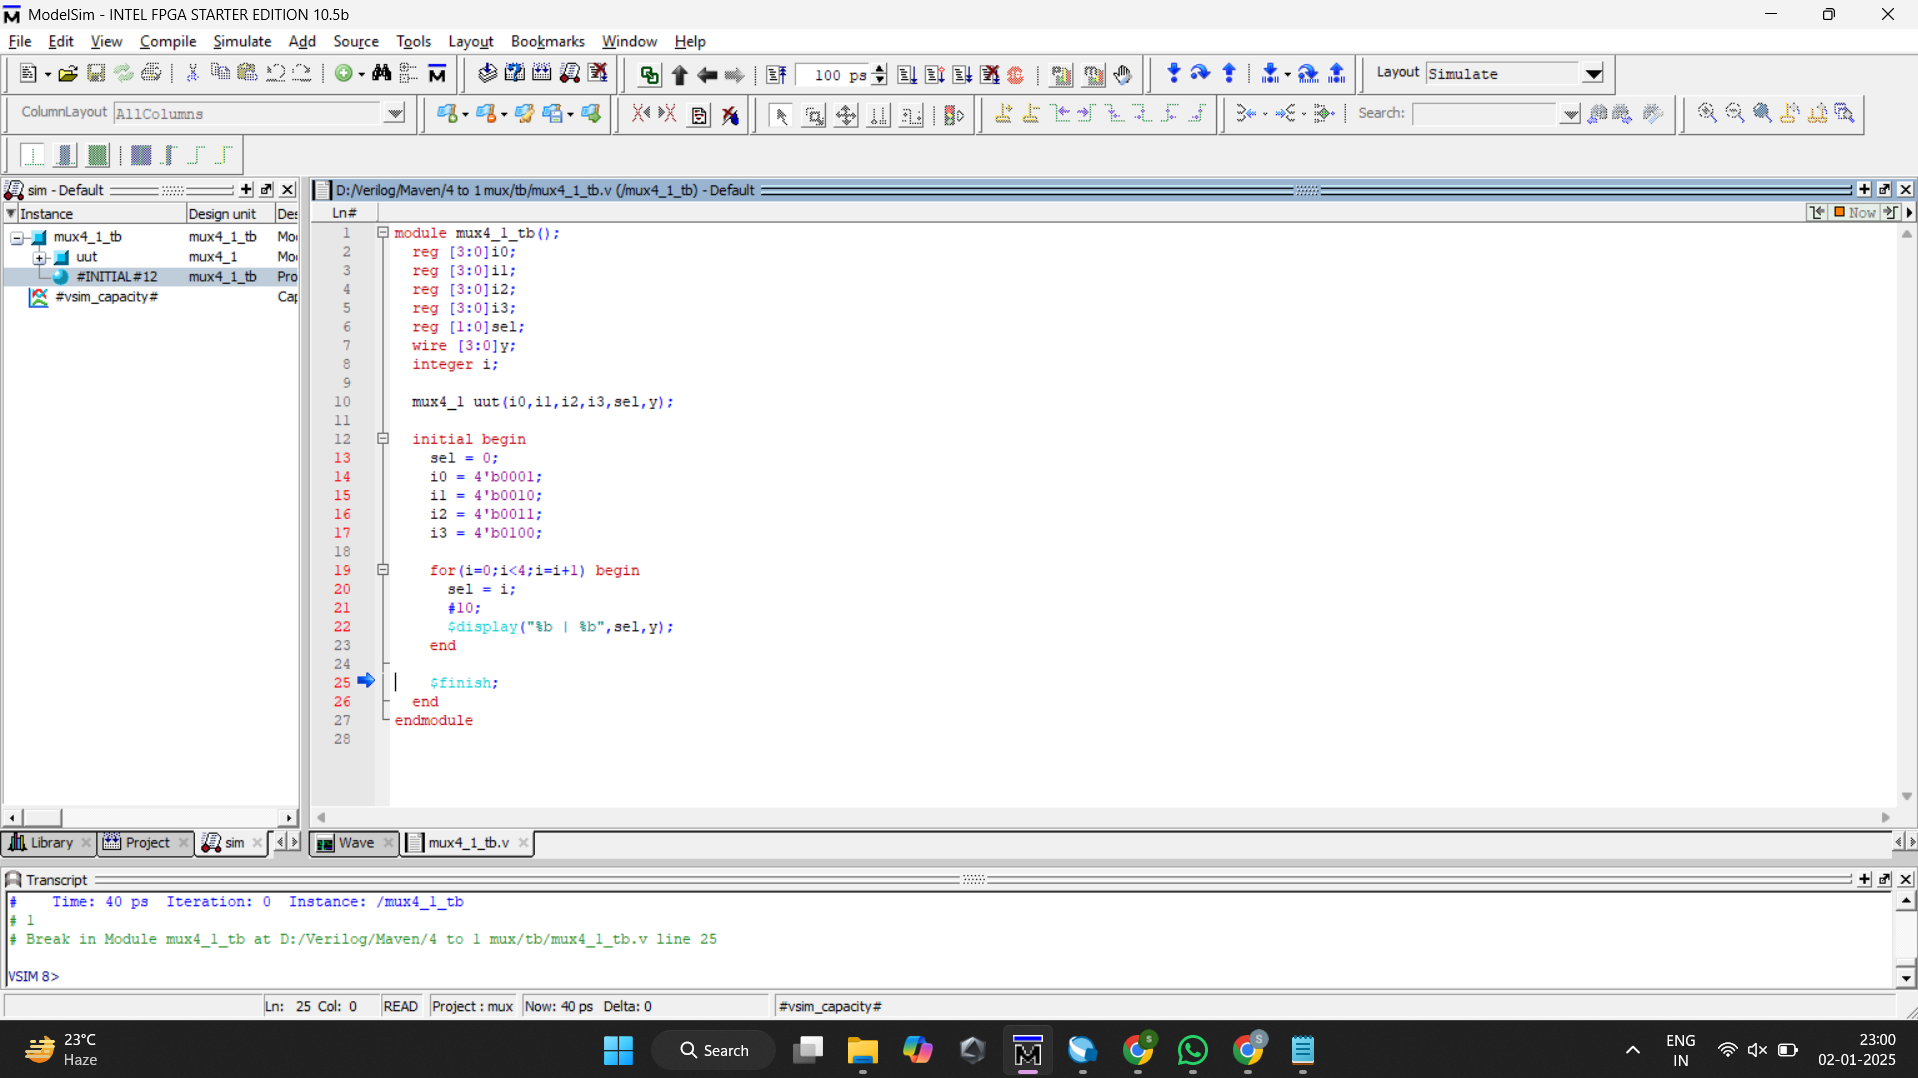 ModelSim - INTEL FPGA STARTER EDITION 10.5b
File Edit View Compile Simulate Add Source Tools Layout Bookmarks Window Help
100 ps
Layout Simulate
ColumnLayout AllColumns
Search:
sim - Default
Instance Design unit Des
mux4_1_tb mux4_1_tb Mo
uut mux4_1 Mo
#INITIAL#12 mux4_1_tb Pro
#vsim_capacity# Cap
D:/Verilog/Maven/4 to 1 mux/tb/mux4_1_tb.v (/mux4_1_tb) - Default
Ln#
Now
1 module mux4_1_tb();
2 reg [3:0]i0;
3 reg [3:0]i1;
4 reg [3:0]i2;
5 reg [3:0]i3;
6 reg [1:0]sel;
7 wire [3:0]y;
8 integer i;
9
10 mux4_1 uut(i0,i1,i2,i3,sel,y);
11
12 initial begin
13 sel = 0;
14 i0 = 4'b0001;
15 i1 = 4'b0010;
16 i2 = 4'b0011;
17 i3 = 4'b0100;
18
19 for(i=0;i<4;i=i+1) begin
20 sel = i;
21 #10;
22 $display("%b | %b",sel,y);
23 end
24
25 $finish;
26 end
27 endmodule
28
Library Project sim
Wave mux4_1_tb.v
Transcript
# Time: 40 ps Iteration: 0 Instance: /mux4_1_tb
# 1
# Break in Module mux4_1_tb at D:/Verilog/Maven/4 to 1 mux/tb/mux4_1_tb.v line 25
VSIM 8>
Ln: 25 Col: 0 READ Project : mux Now: 40 ps Delta: 0 #vsim_capacity#
23°C
Haze
Search
ENG
IN
23:00
02-01-2025